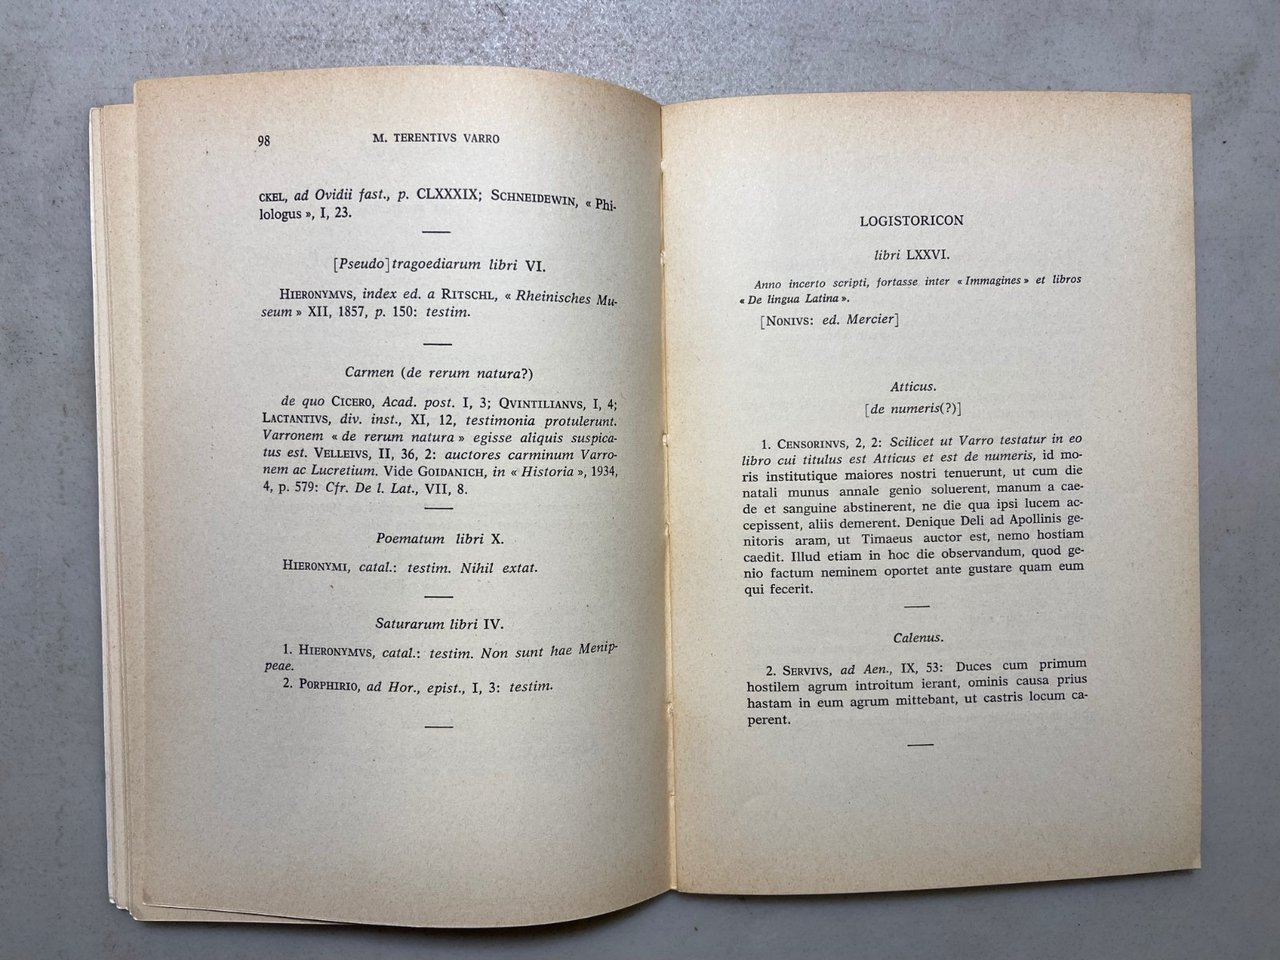 98 M. TERENTIVS VARRO
CKEL, ad Ovidii fast., p. CLXXXIX; SCHNEIDEWIN, « Phi-
lologus », I, 23.
[Pseudo] tragoediarum libri VI.
HIERONYMVS, index ed. a RITSCHL, « Rheinisches Mu-
seum » XII, 1857, p. 150: testim.
Carmen (de rerum natura?)
de quo CICERO, Acad. post. I, 3; QVINTILIANVS, I, 4;
LACTANTIVS, div. inst., XI, 12, testimonia protulerunt.
Varronem « de rerum natura » egisse aliquis suspica-
tus est. VELLEIVS, II, 36, 2: auctores carminum Varro-
nem ac Lucretium. Vide GOIDANICH, in « Historia », 1934,
4, p. 579: Cfr. De l. Lat., VII, 8.
Poematum libri X.
HIERONYMI, catal.: testim. Nihil extat.
Saturarum libri IV.
1. HIERONYMVS, catal.: testim. Non sunt hae Menip-
peae.
2. PORPHIRIO, ad Hor., epist., I, 3: testim.
LOGISTORICON
libri LXXVI.
Anno incerto scripti, fortasse inter « Immagines » et libros
« De lingua Latina ».
[NONIVS: ed. Mercier]
Atticus.
[de numeris(?)]
1. CENSORINVS, 2, 2: Scilicet ut Varro testatur in eo
libro cui titulus est Atticus et est de numeris, id mo-
ris institutique maiores nostri tenuerunt, ut cum die
natali munus annale genio soluerent, manum a cae-
de et sanguine abstinerent, ne die qua ipsi lucem ac-
cepissent, aliis demerent. Denique Deli ad Apollinis ge-
nitoris aram, ut Timaeus auctor est, nemo hostiam
caedit. Illud etiam in hoc die observandum, quod ge-
nio factum neminem oportet ante gustare quam eum
qui fecerit.
Calenus.
2. SERVIVS, ad Aen., IX, 53: Duces cum primum
hostilem agrum introitum ierant, ominis causa prius
hastam in eum agrum mittebant, ut castris locum ca-
perent.